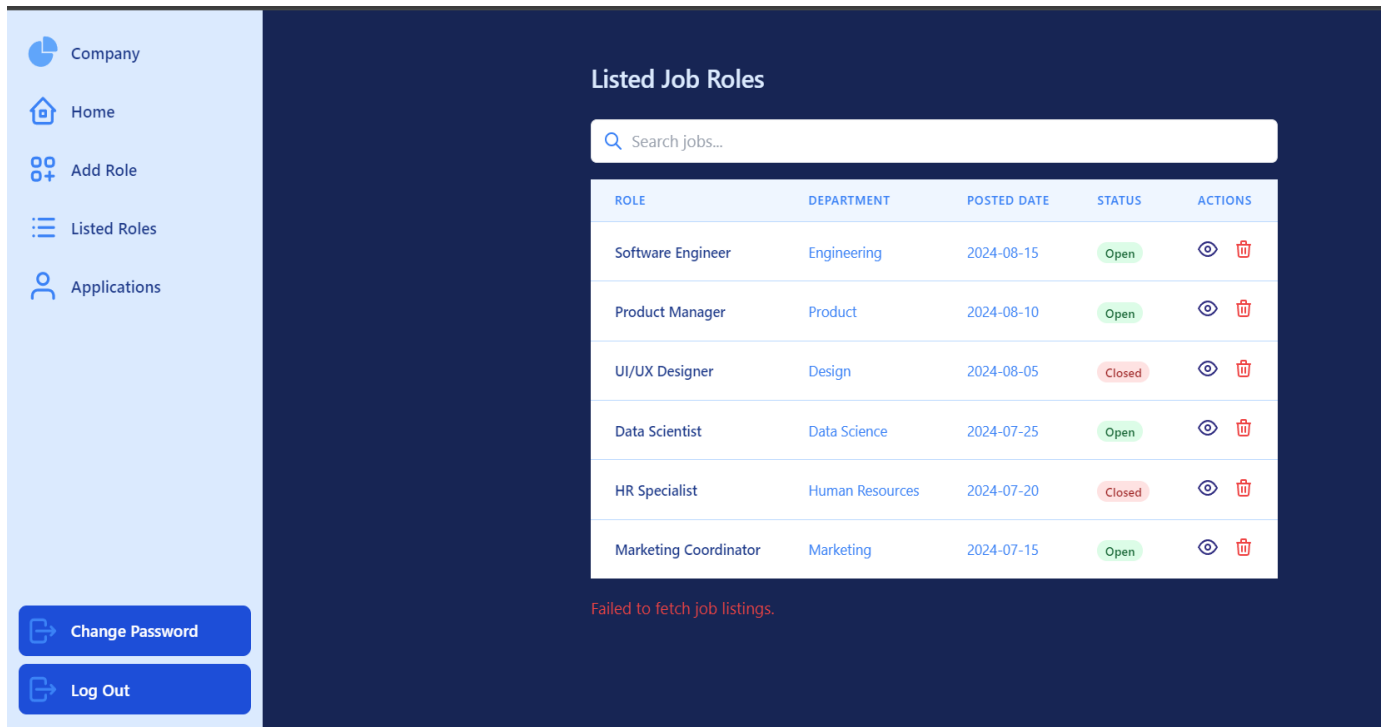 Company
Home
Add Role
Listed Roles
Applications
Change Password
Log Out
Listed Job Roles
Search jobs...
ROLE DEPARTMENT POSTED DATE STATUS ACTIONS
Software Engineer Engineering 2024-08-15 Open
Product Manager Product 2024-08-10 Open
UI/UX Designer Design 2024-08-05 Closed
Data Scientist Data Science 2024-07-25 Open
HR Specialist Human Resources 2024-07-20 Closed
Marketing Coordinator Marketing 2024-07-15 Open
Failed to fetch job listings.